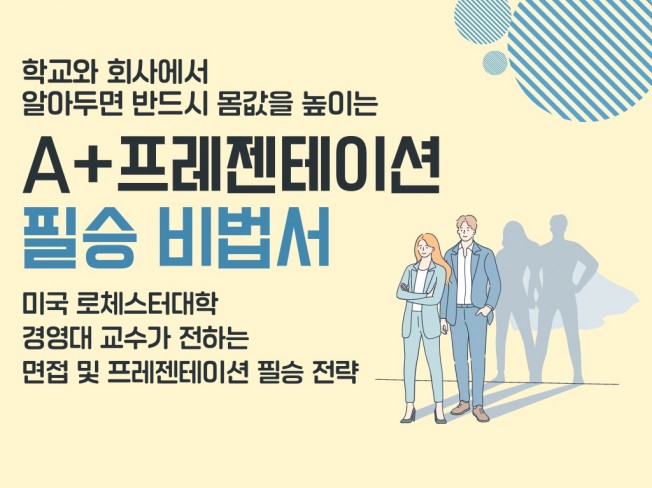 학교와 회사에서
알아두면 반드시 몸값을 높이는
A+프레젠테이션
필승 비법서
미국 로체스터대학
경영대 교수가 전하는
면접 및 프레젠테이션 필승 전략